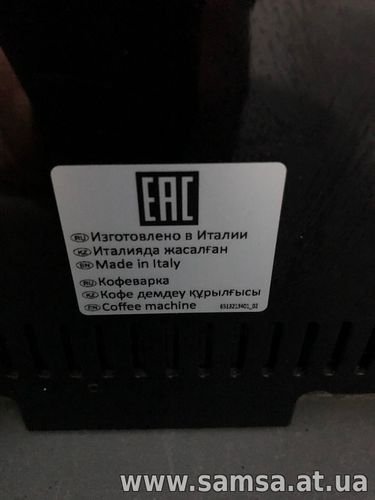 EAC
RU Изготовлено в Италии
KZ Италияда жасалған
EN Made in Italy
RU Кофеварка
KZ Кофе демдеу құрылғысы
EN Coffee machine 6513213401_02
www.samsa.at.ua